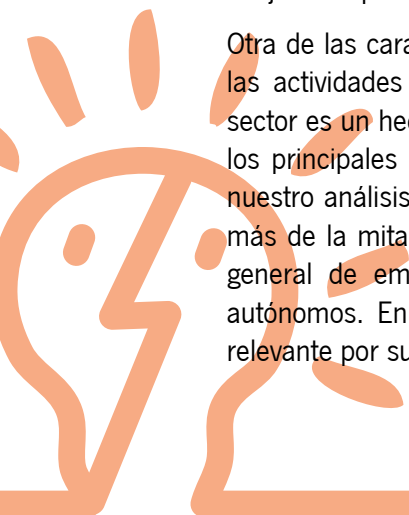 Otra de las cara
las actividades
sector es un hec
los principales
nuestro análisis
más de la mita
general de em
autónomos. En
relevante por su